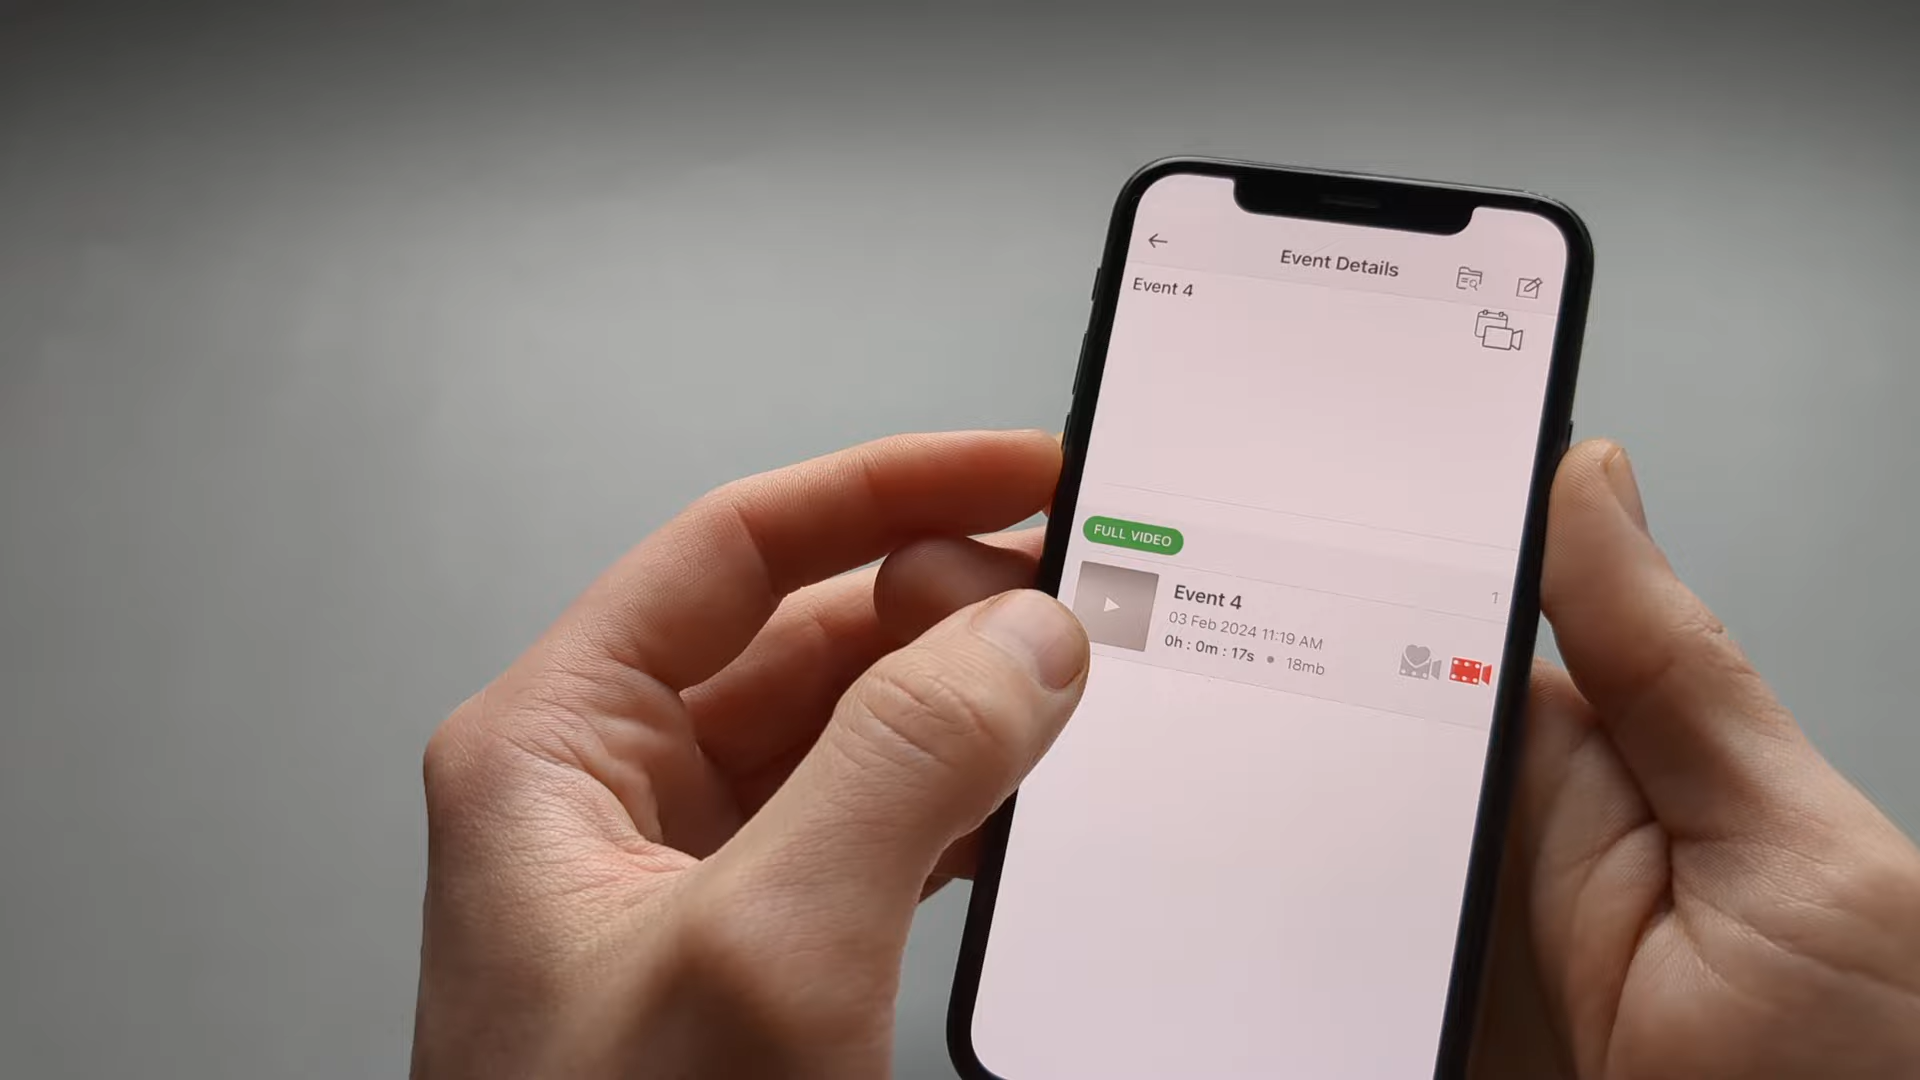 Event Details
Event 4
FULL VIDEO
Event 4
1
03 Feb 2024 11:19 AM
0h : 0m : 17s • 18mb